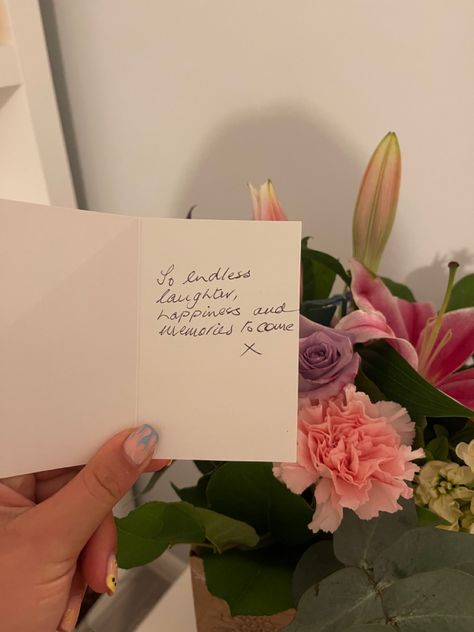 To endless
laughter,
happiness and
memories to come
x